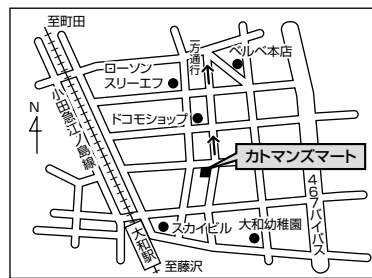 至町田
ローソン
スリーエフ
一方通行
ベルベ本店
小田急江ノ島線
N
ドコモショップ
カトマンズマート
467バイパス
スカイビル
大和幼稚園
大和駅
至藤沢